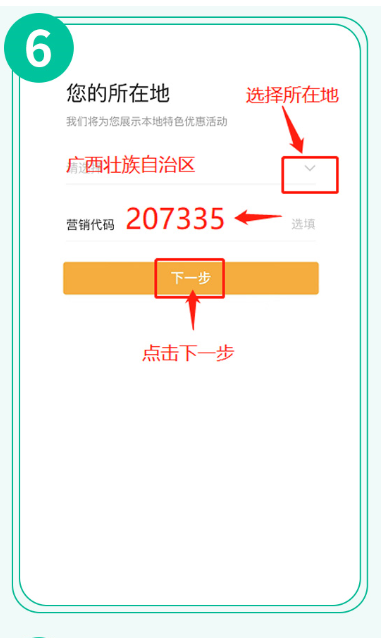 6
您的所在地
选择所在地
我们将为您展示本地特色优惠活动
广西壮族自治区
营销代码 207335 选填
下一步
点击下一步